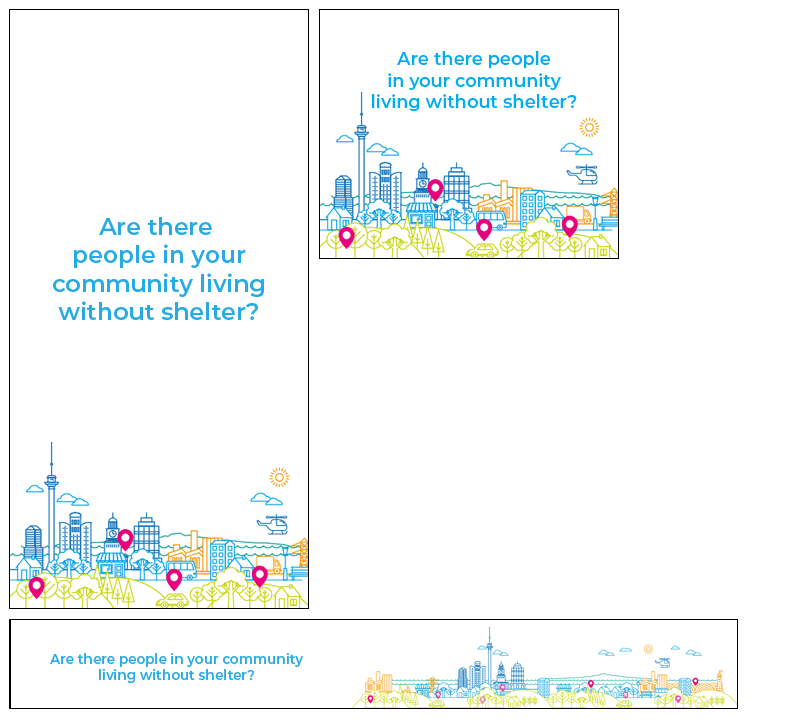 Are there
people in your
community living
without shelter?
Are there people
in your community
living without shelter?
Are there people in your community
living without shelter?